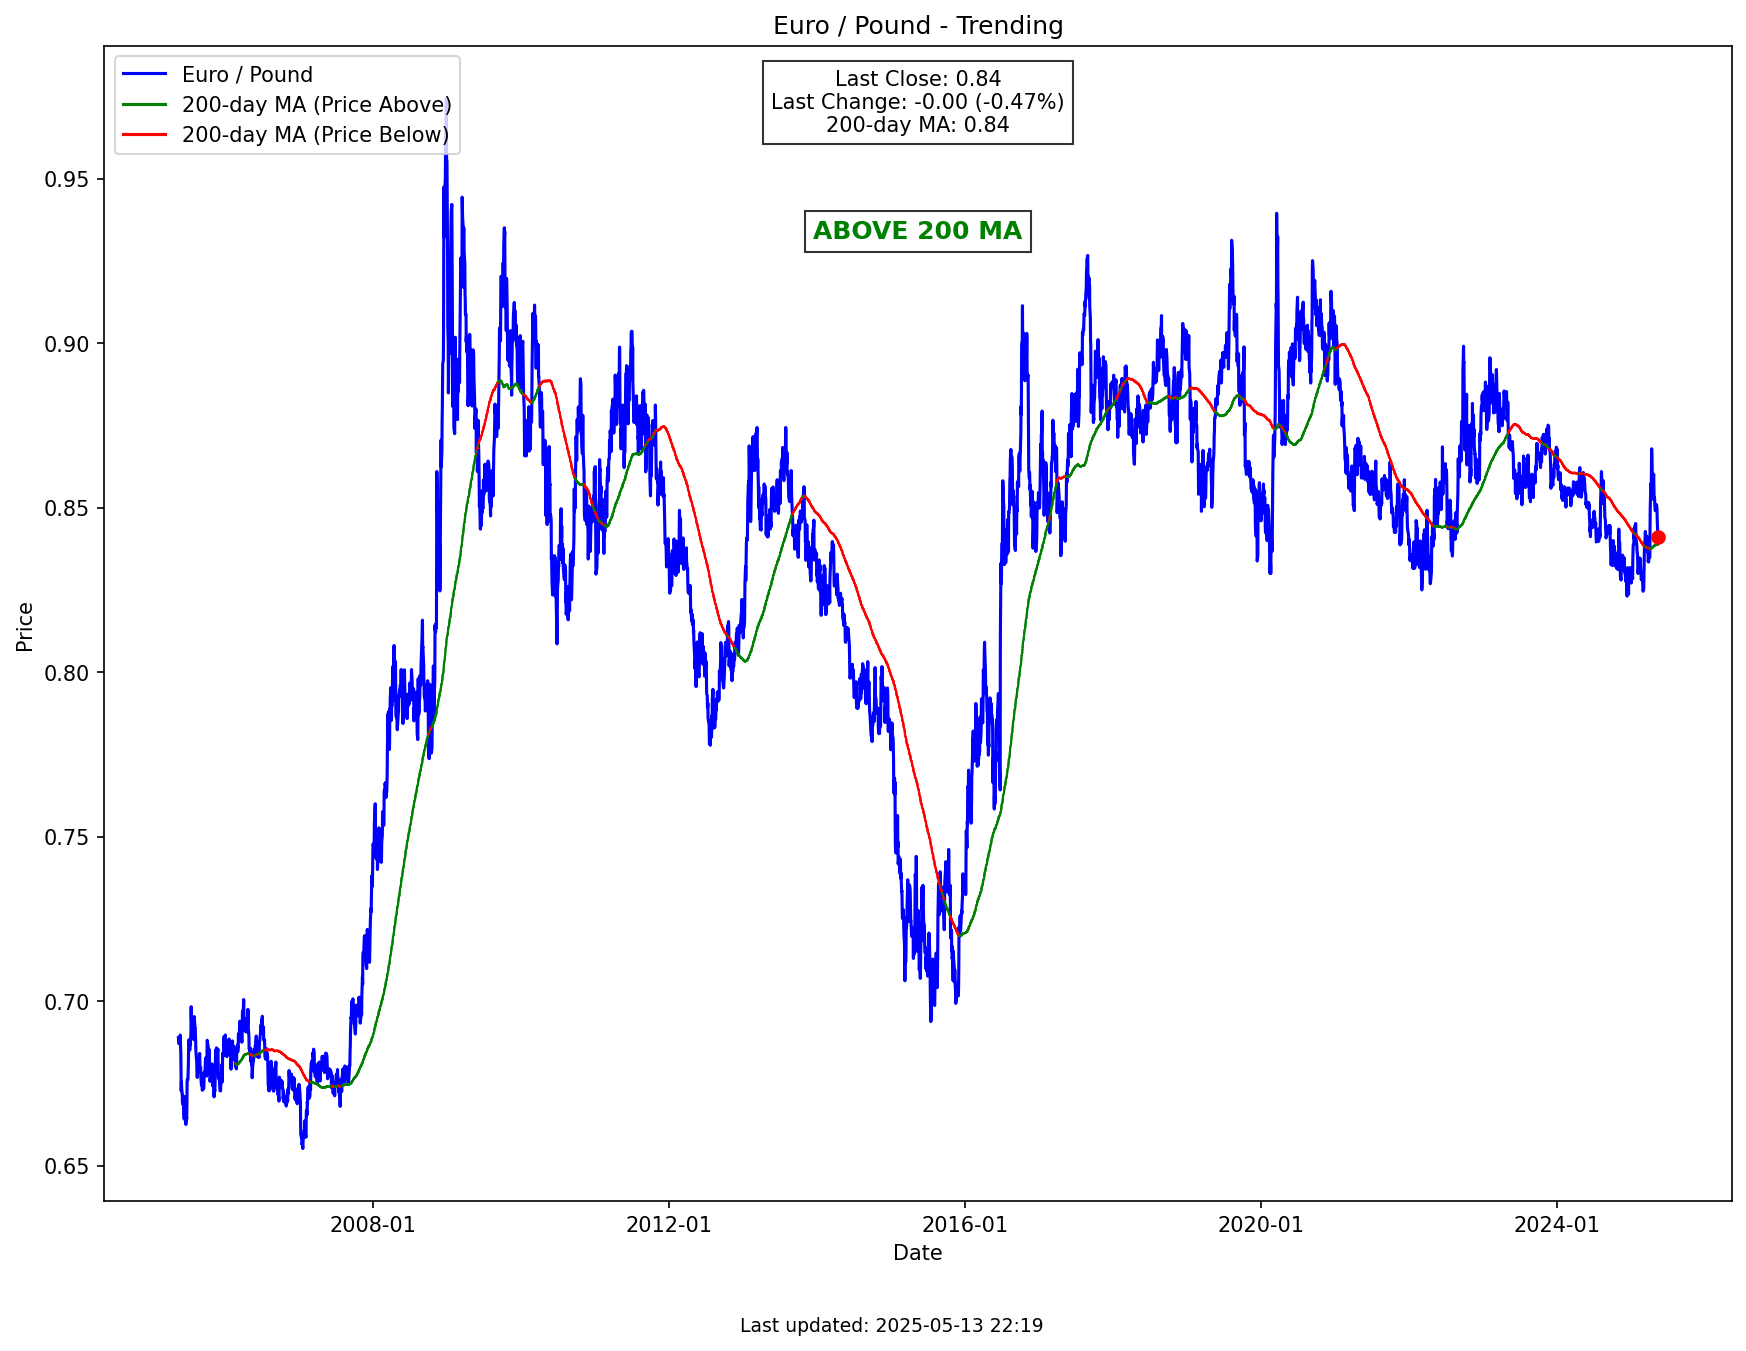 Euro / Pound - Trending
Euro / Pound
200-day MA (Price Above)
200-day MA (Price Below)
Last Close: 0.84
Last Change: -0.00 (-0.47%)
200-day MA: 0.84
ABOVE 200 MA
Price
0.95
0.90
0.85
0.80
0.75
0.70
0.65
2008-01
2012-01
2016-01
2020-01
2024-01
Date
Last updated: 2025-05-13 22:19